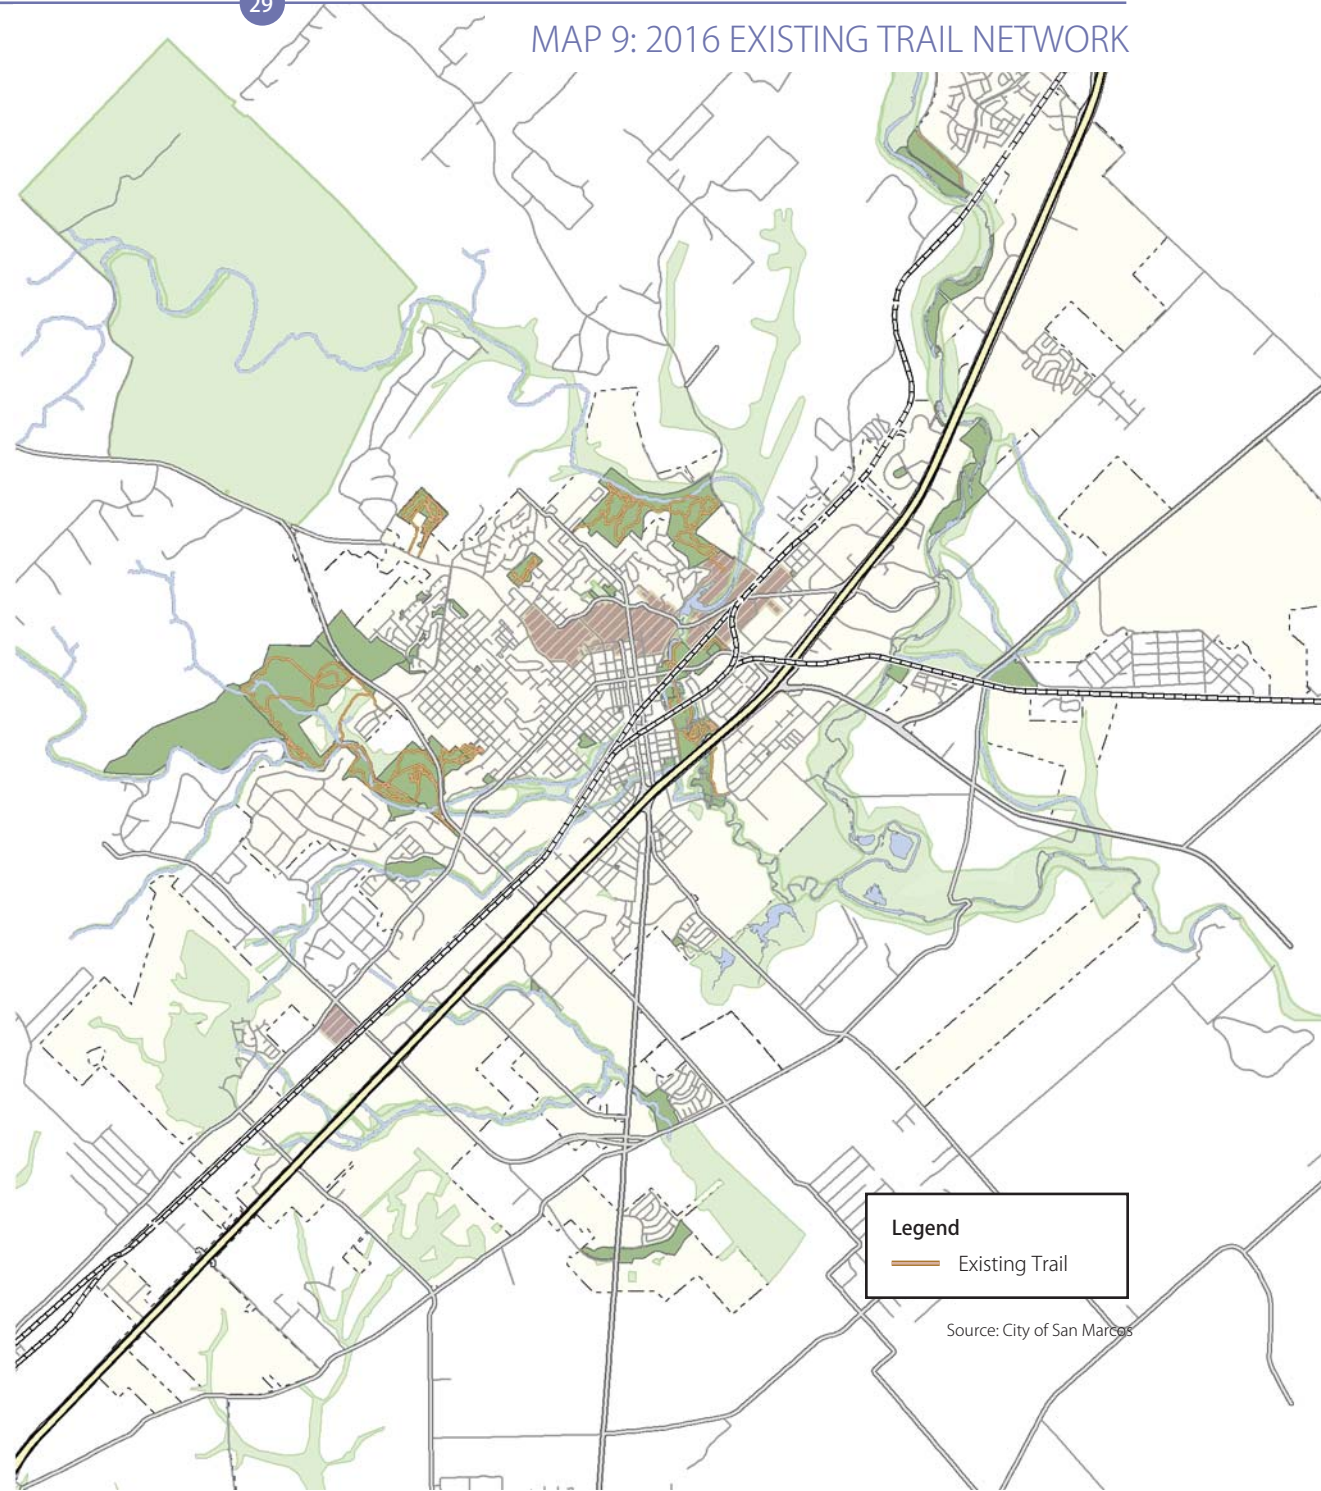 29
MAP 9: 2016 EXISTING TRAIL NETWORK
Legend
Existing Trail
Source: City of San Marcos